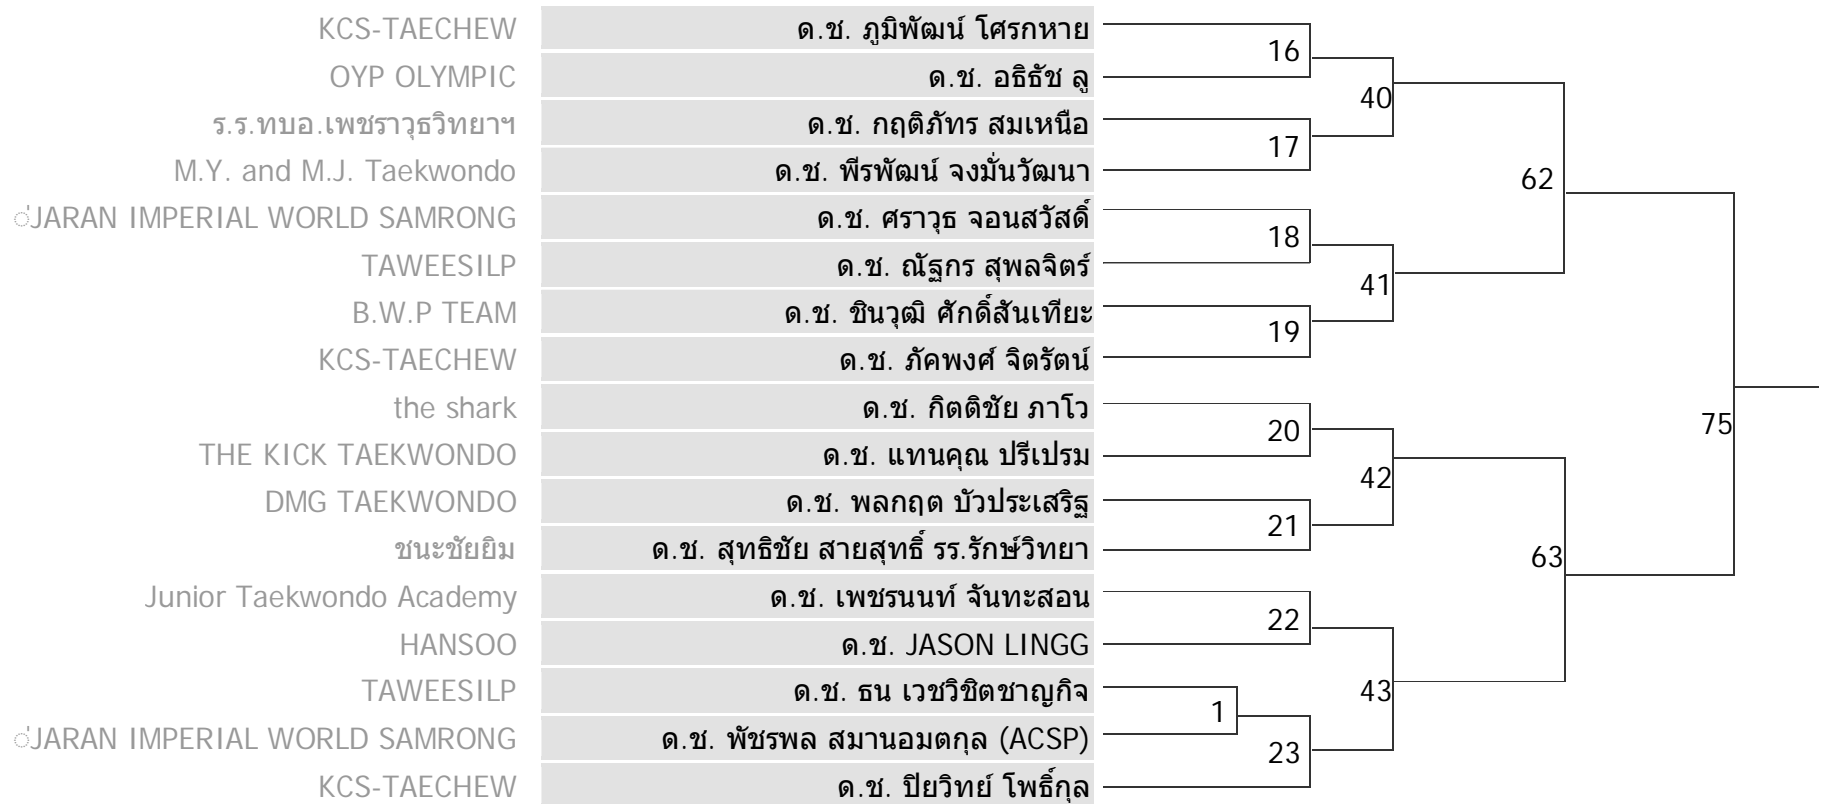 KCS-TAECHEW ด.ช. ภูมิพัฒน์ โศรกหาย
16
OYP OLYMPIC ด.ช. อธิธัช ลู
40
ร.ร.ทบอ.เพชราวุธวิทยาฯ ด.ช. กฤติภัทร สมเหนือ
17
M.Y. and M.J. Taekwondo ด.ช. พีรพัฒน์ จงมั่นวัฒนา
62
่JARAN IMPERIAL WORLD SAMRONG ด.ช. ศราวุธ จอนสวัสดิ์
18
TAWEESILP ด.ช. ณัฐกร สุพลจิตร์
41
B.W.P TEAM ด.ช. ชินวุฒิ ศักดิ์สันเทียะ
19
KCS-TAECHEW ด.ช. ภัคพงศ์ จิตรัตน์
the shark ด.ช. กิตติชัย ภาโว
75
20
THE KICK TAEKWONDO ด.ช. แทนคุณ ปรีเปรม
42
DMG TAEKWONDO ด.ช. พลกฤต บัวประเสริฐ
21
ชนะชัยยิม ด.ช. สุทธิชัย สายสุทธิ์ รร.รักษ์วิทยา
63
Junior Taekwondo Academy ด.ช. เพชรนนท์ จันทะสอน
22
HANSOO ด.ช. JASON LINGG
TAWEESILP ด.ช. ธน เวชวิชิตชาญกิจ
43
1
่JARAN IMPERIAL WORLD SAMRONG ด.ช. พัชรพล สมานอมตกุล (ACSP)
23
KCS-TAECHEW ด.ช. ปิยวิทย์ โพธิ์กุล